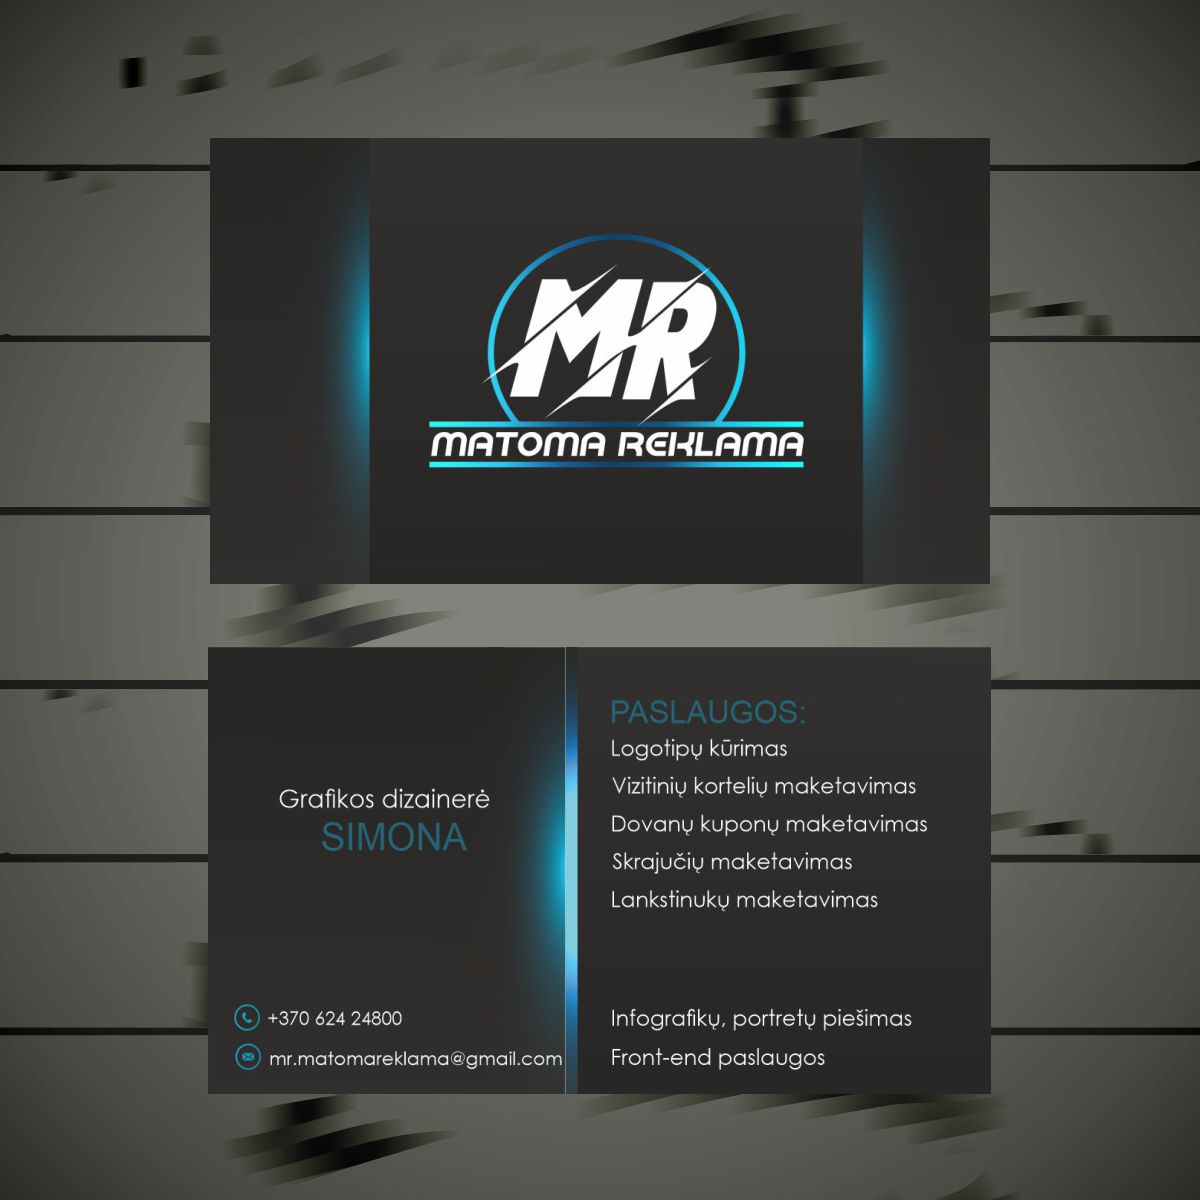 MR
MATOMA REKLAMA
Grafikos dizainerė
SIMONA
+370 624 24800
mr.matomareklama@gmail.com
PASLAUGOS:
Logotipų kūrimas
Vizitinių kortelių maketavimas
Dovanų kuponų maketavimas
Skrajučių maketavimas
Lankstinukų maketavimas
Infografikų, portretų piešimas
Front-end paslaugos